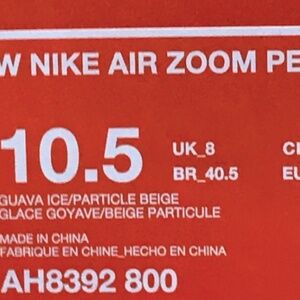 W NIKE AIR ZOOM PE
10.5
UK_8
BR_40.5
GUAVA ICE/PARTICLE BEIGE
GLACE GOYAVE/BEIGE PARTICULE
MADE IN CHINA
FABRIQUE EN CHINE_HECHO EN CHINA
AH8392 800